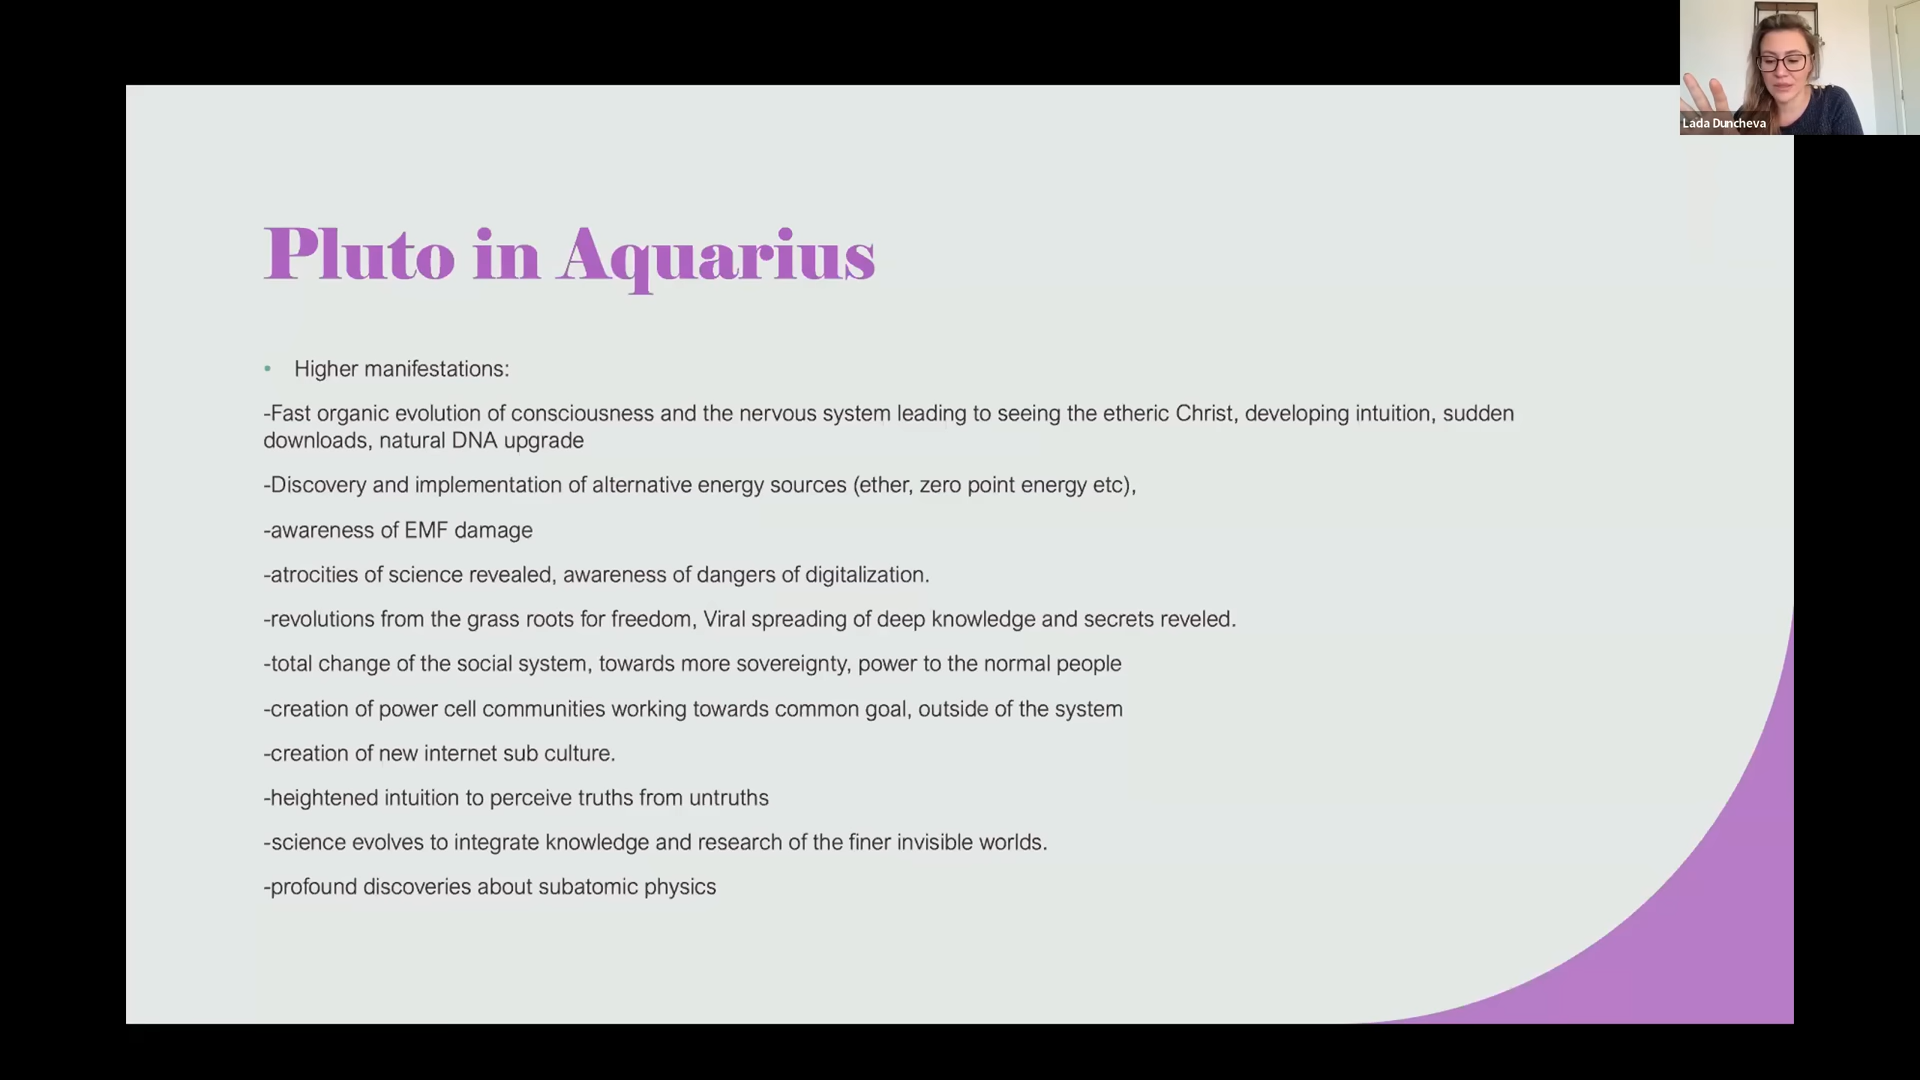 Lada Duncheva
Pluto in Aquarius
• Higher manifestations:
-Fast organic evolution of consciousness and the nervous system leading to seeing the etheric Christ, developing intuition, sudden
downloads, natural DNA upgrade
-Discovery and implementation of alternative energy sources (ether, zero point energy etc),
-awareness of EMF damage
-atrocities of science revealed, awareness of dangers of digitalization.
-revolutions from the grass roots for freedom, Viral spreading of deep knowledge and secrets reveled.
-total change of the social system, towards more sovereignty, power to the normal people
-creation of power cell communities working towards common goal, outside of the system
-creation of new internet sub culture.
-heightened intuition to perceive truths from untruths
-science evolves to integrate knowledge and research of the finer invisible worlds.
-profound discoveries about subatomic physics